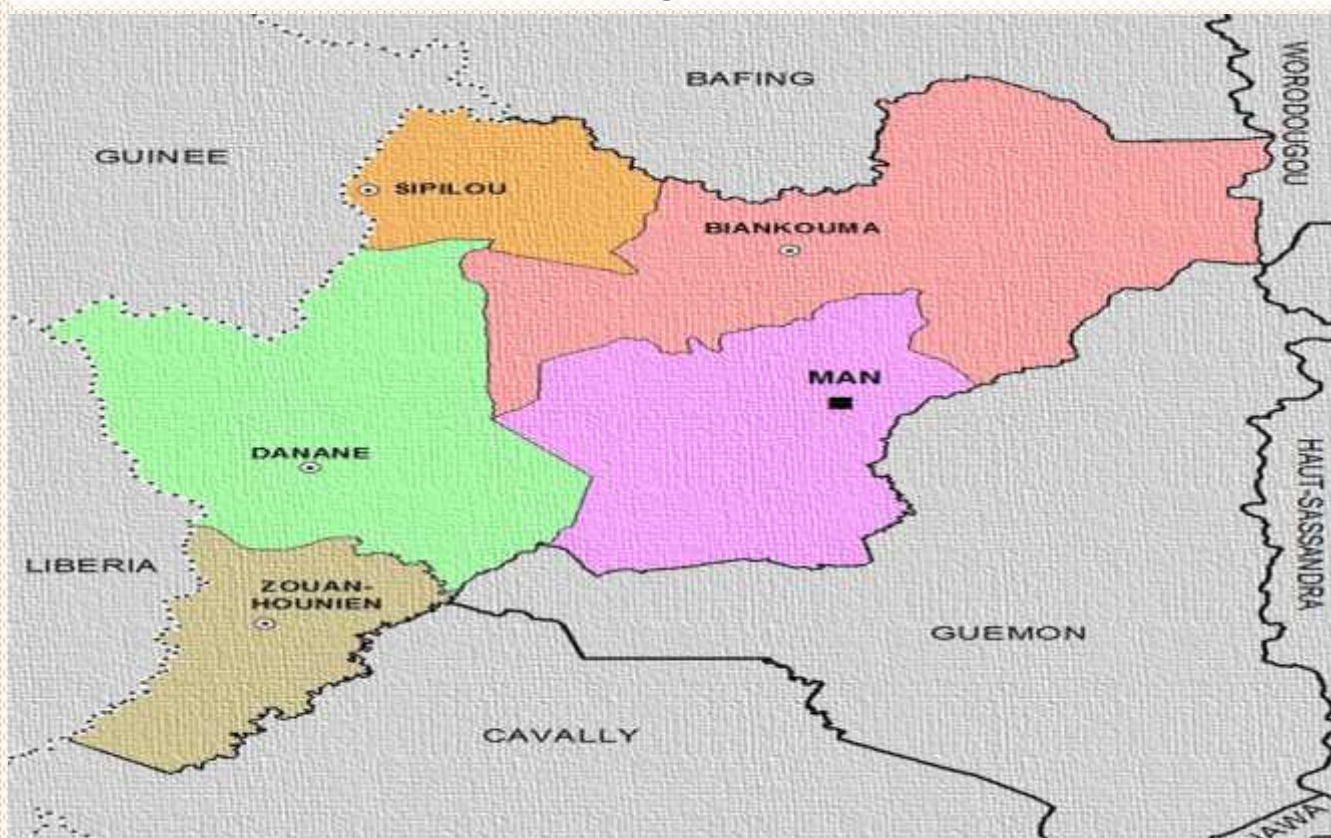 BAFING
WORODOUGOU
GUINEE
SIPILOU
BIANKOUMA
MAN
DANANE
HAUT-SASSANDRA
LIBERIA
ZOUAN-
HOUNIEN
GUEMON
CAVALLY